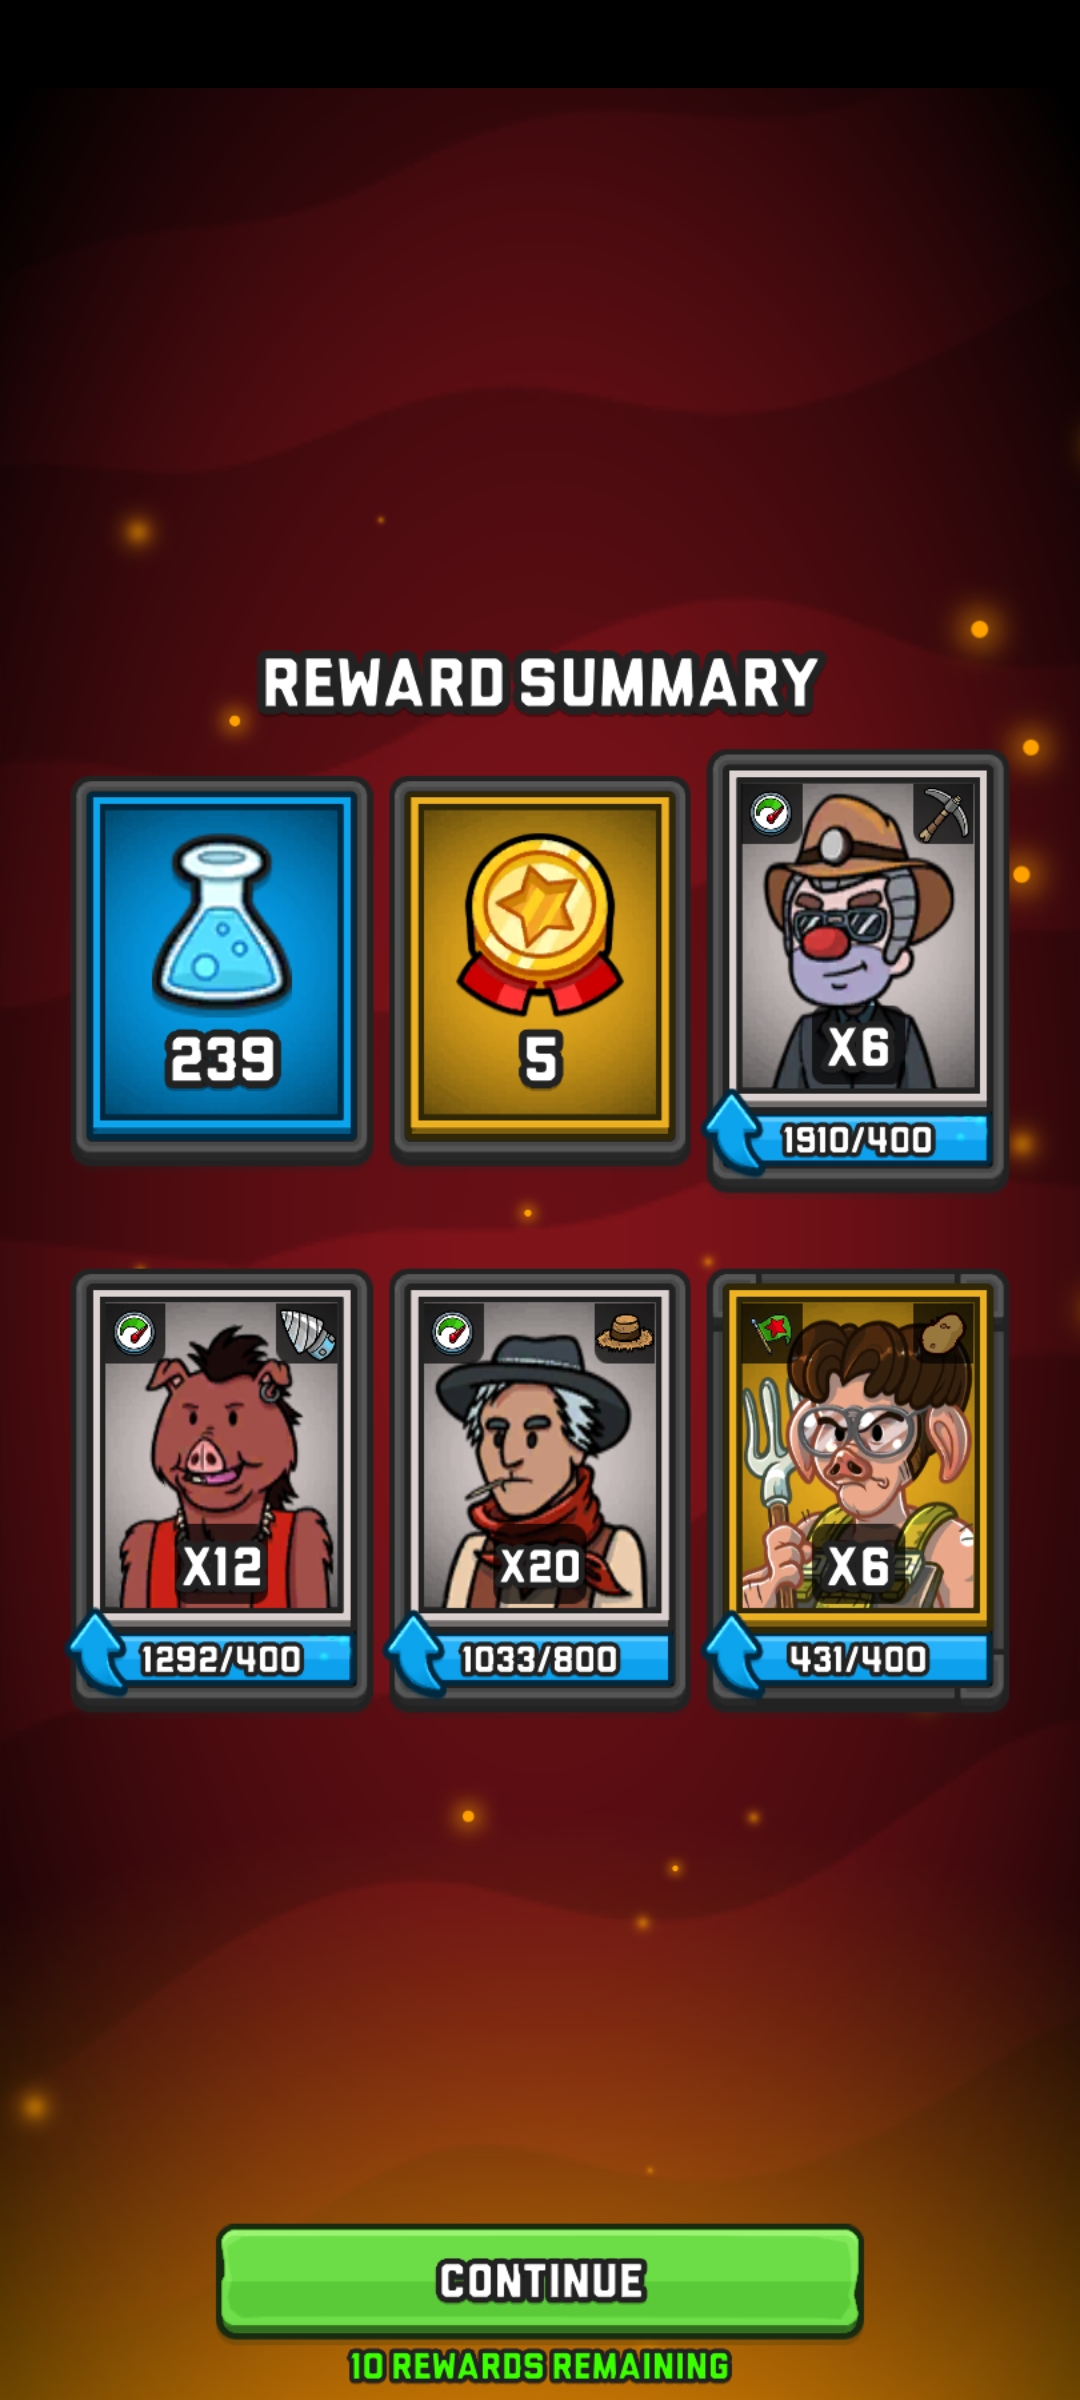 REWARD SUMMARY
239
5
X6
1910/400
X12
1292/400
X20
1033/800
X6
431/400
CONTINUE
10 REWARDS REMAINING